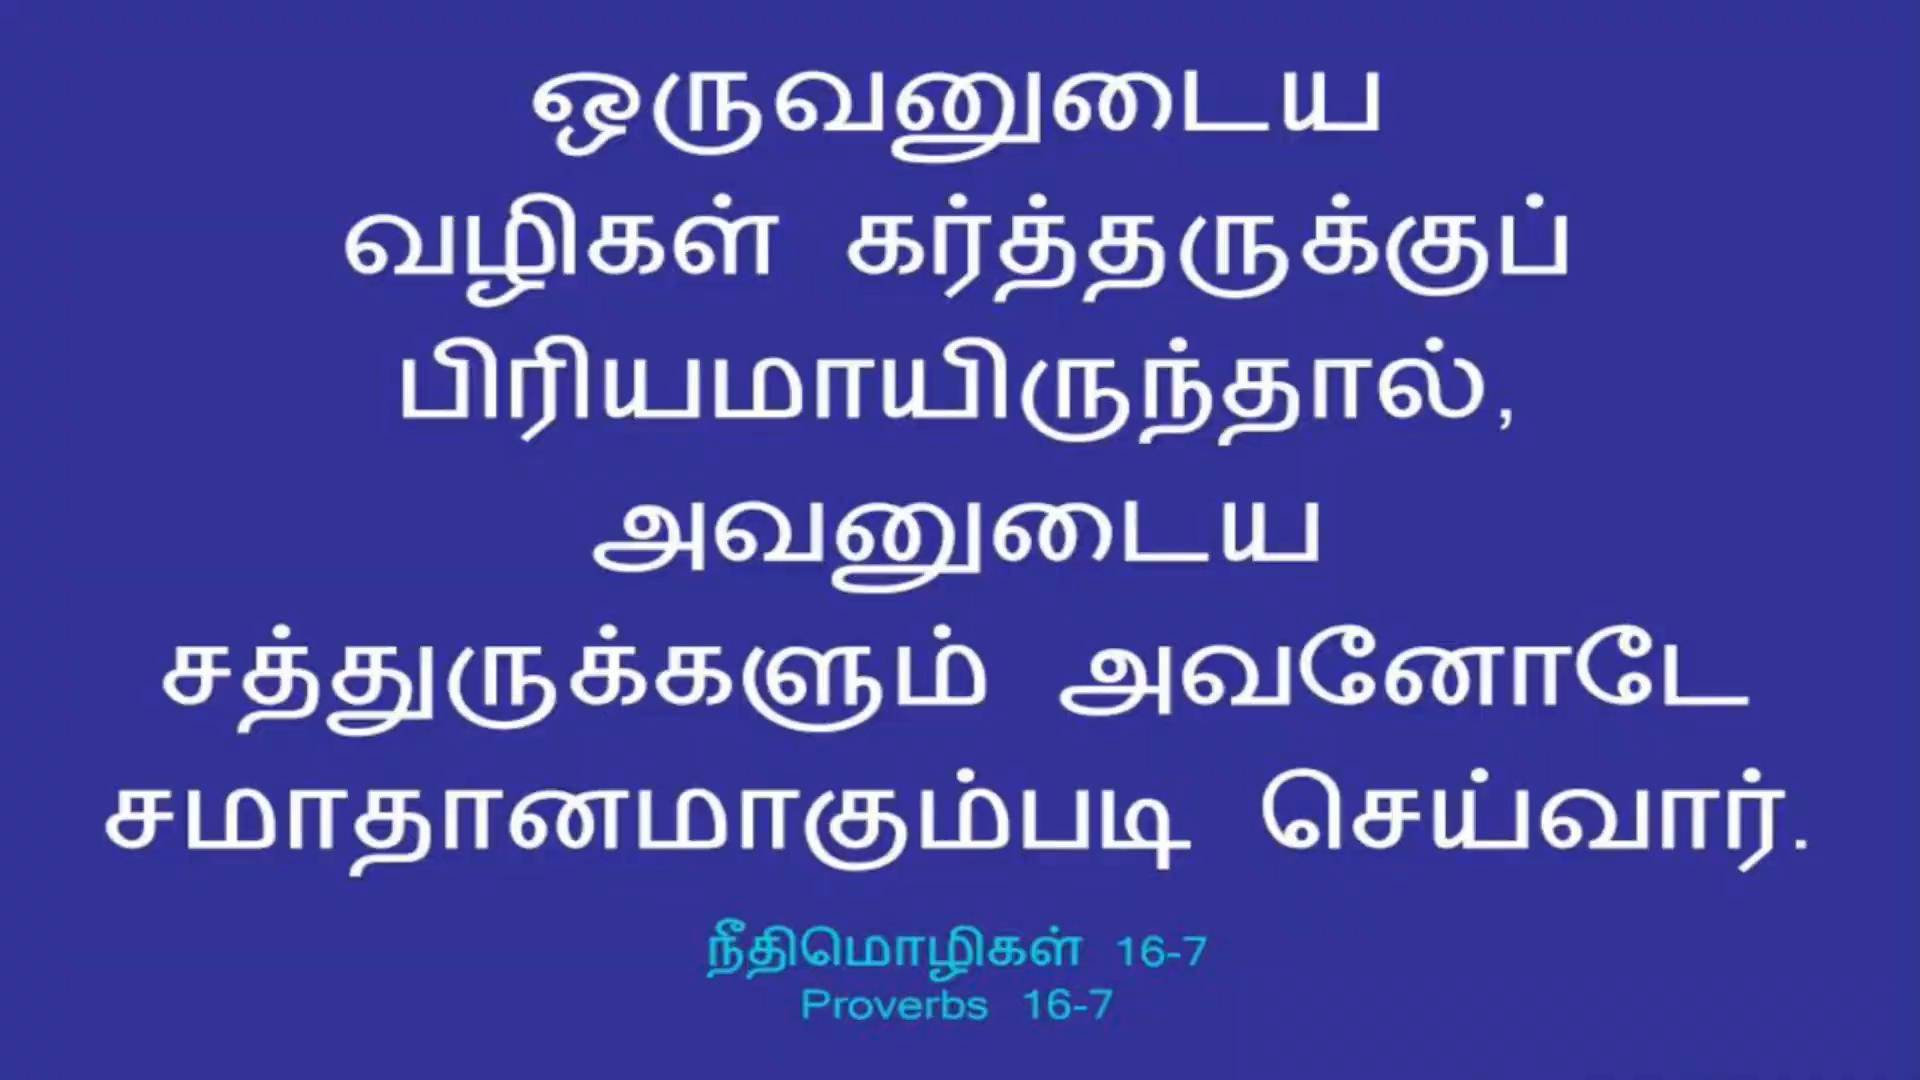 ஒருவனுடைய
வழிகள் கர்த்தருக்குப்
பிரியமாயிருந்தால்,
அவனுடைய
சத்துருக்களும் அவனோடே
சமாதானமாகும்படி செய்வார்.
நீதிமொழிகள் 16-7
Proverbs 16-7